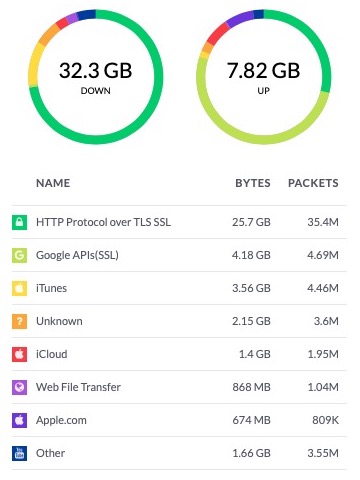 32.3 GB 7.82 GB
DOWN UP
NAME BYTES PACKETS
HTTP Protocol over TLS SSL 25.7 GB 35.4M
G Google APIs(SSL) 4.18 GB 4.69M
iTunes 3.56 GB 4.46M
? Unknown 2.15 GB 3.6M
iCloud 1.4 GB 1.95M
Web File Transfer 868 MB 1.04M
Apple.com 674 MB 809K
You Tube Other 1.66 GB 3.55M